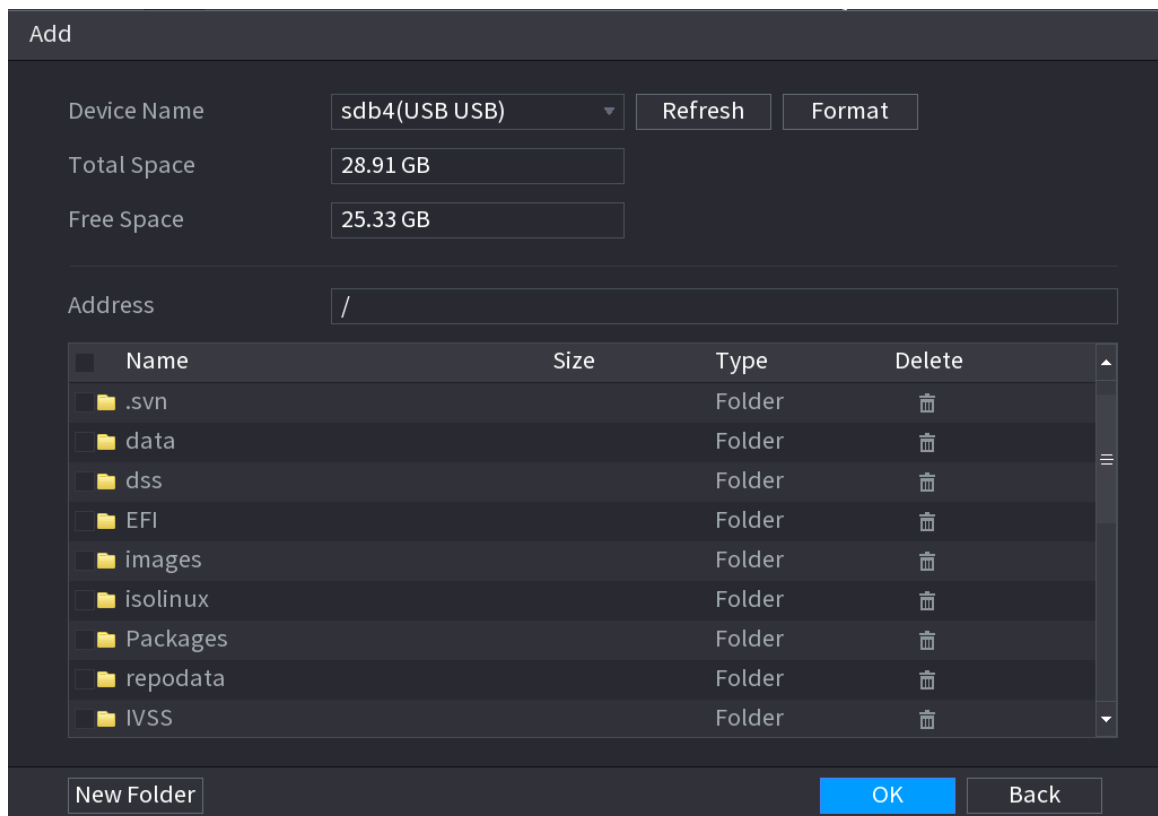 Add
Device Name sdb4(USB USB) Refresh Format
Total Space 28.91 GB
Free Space 25.33 GB
Address /
Name Size Type Delete
.svn Folder
data Folder
dss Folder
EFI Folder
images Folder
isolinux Folder
Packages Folder
repodata Folder
IVSS Folder
New Folder OK Back